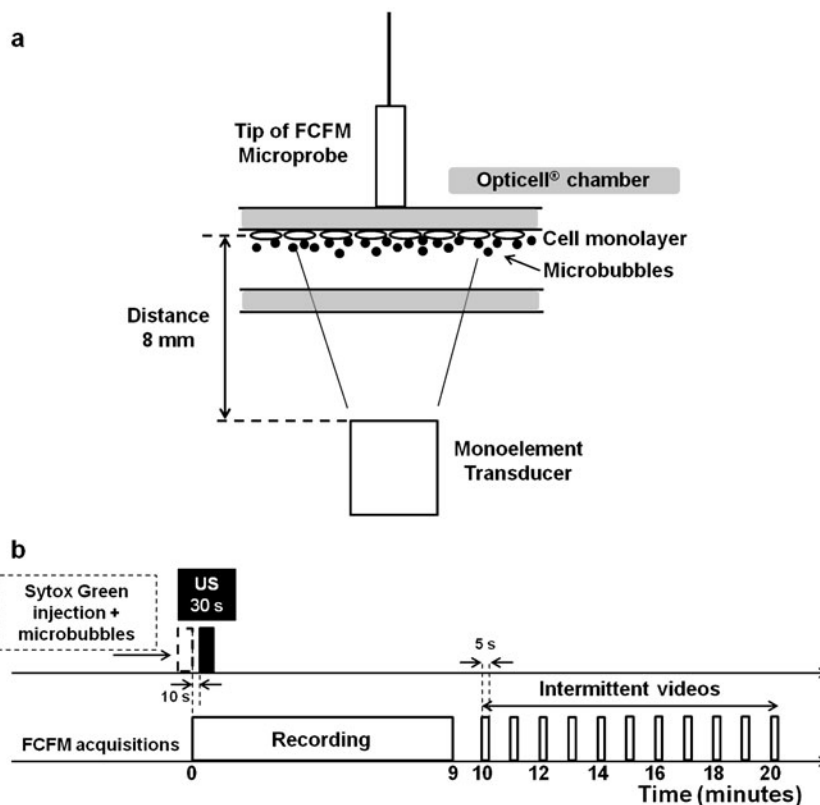 a
Tip of FCFM
Microprobe
Opticell® chamber
Cell monolayer
Microbubbles
Distance
8 mm
Monoelement
Transducer
b
Sytox Green
injection +
microbubbles
US
30 s
10 s
5 s
Intermittent videos
FCFM acquisitions
Recording
0 9 10 12 14 16 18 20
Time (minutes)